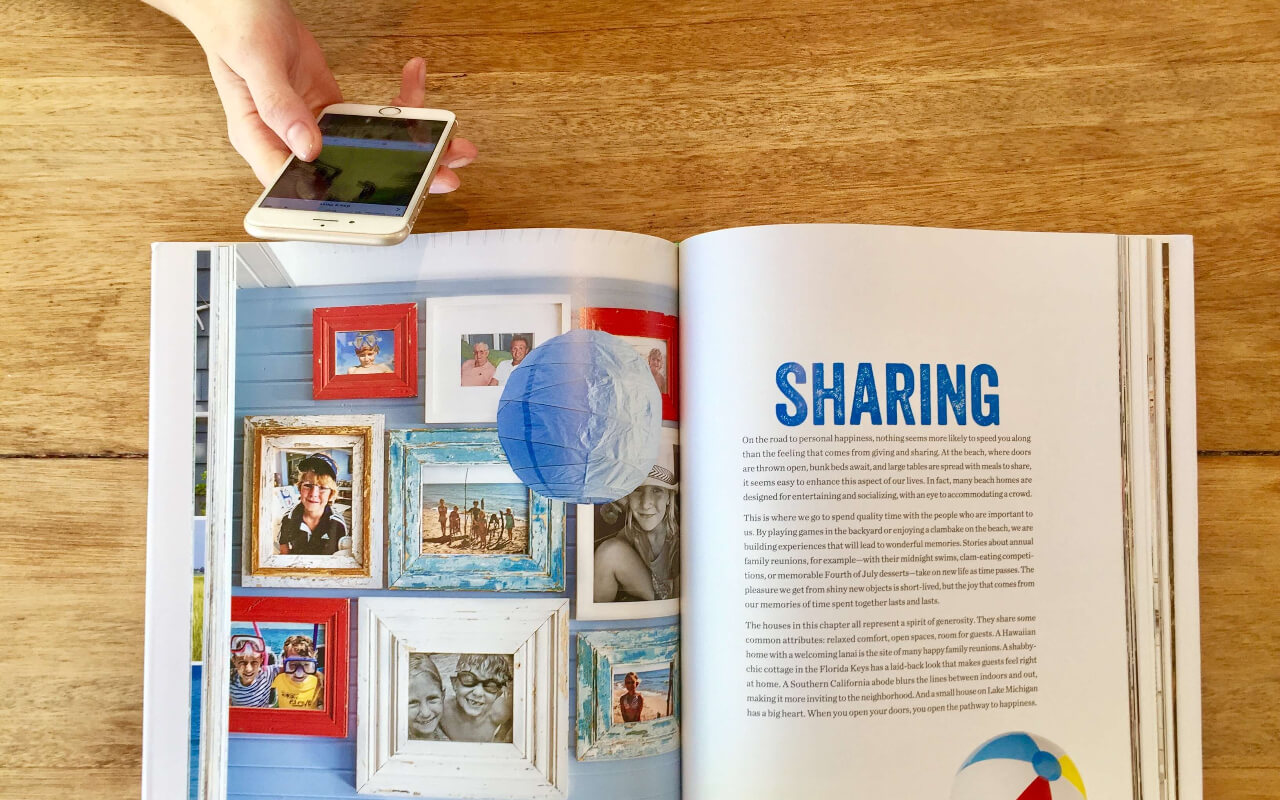 SHARING
On the road to personal happiness, nothing seems more likely to speed you along
than the feeling that comes from giving and sharing. At the beach, where doors
are thrown open, bunk beds await, and large tables are spread with meals to share,
it seems easy to enhance this aspect of our lives. In fact, many beach homes are
designed for entertaining and socializing, with an eye to accommodating a crowd.
This is where we go to spend quality time with the people who are important to
us. By playing games in the backyard or enjoying a clambake on the beach, we are
building experiences that will lead to wonderful memories. Stories about annual
family reunions, for example—with their midnight swims, clam-eating competi-
tions, or memorable Fourth of July desserts—take on new life as time passes. The
pleasure we get from shiny new objects is short-lived, but the joy that comes from
our memories of time spent together lasts and lasts.
The houses in this chapter all represent a spirit of generosity. They share some
common attributes: relaxed comfort, open spaces, room for guests. A Hawaiian
home with a welcoming lanai is the site of many happy family reunions. A shabby-
chic cottage in the Florida Keys has a laid-back look that makes guests feel right
at home. A Southern California abode blurs the lines between indoors and out,
making it more inviting to the neighborhood. And a small house on Lake Michigan
has a big heart. When you open your doors, you open the pathway to happiness.